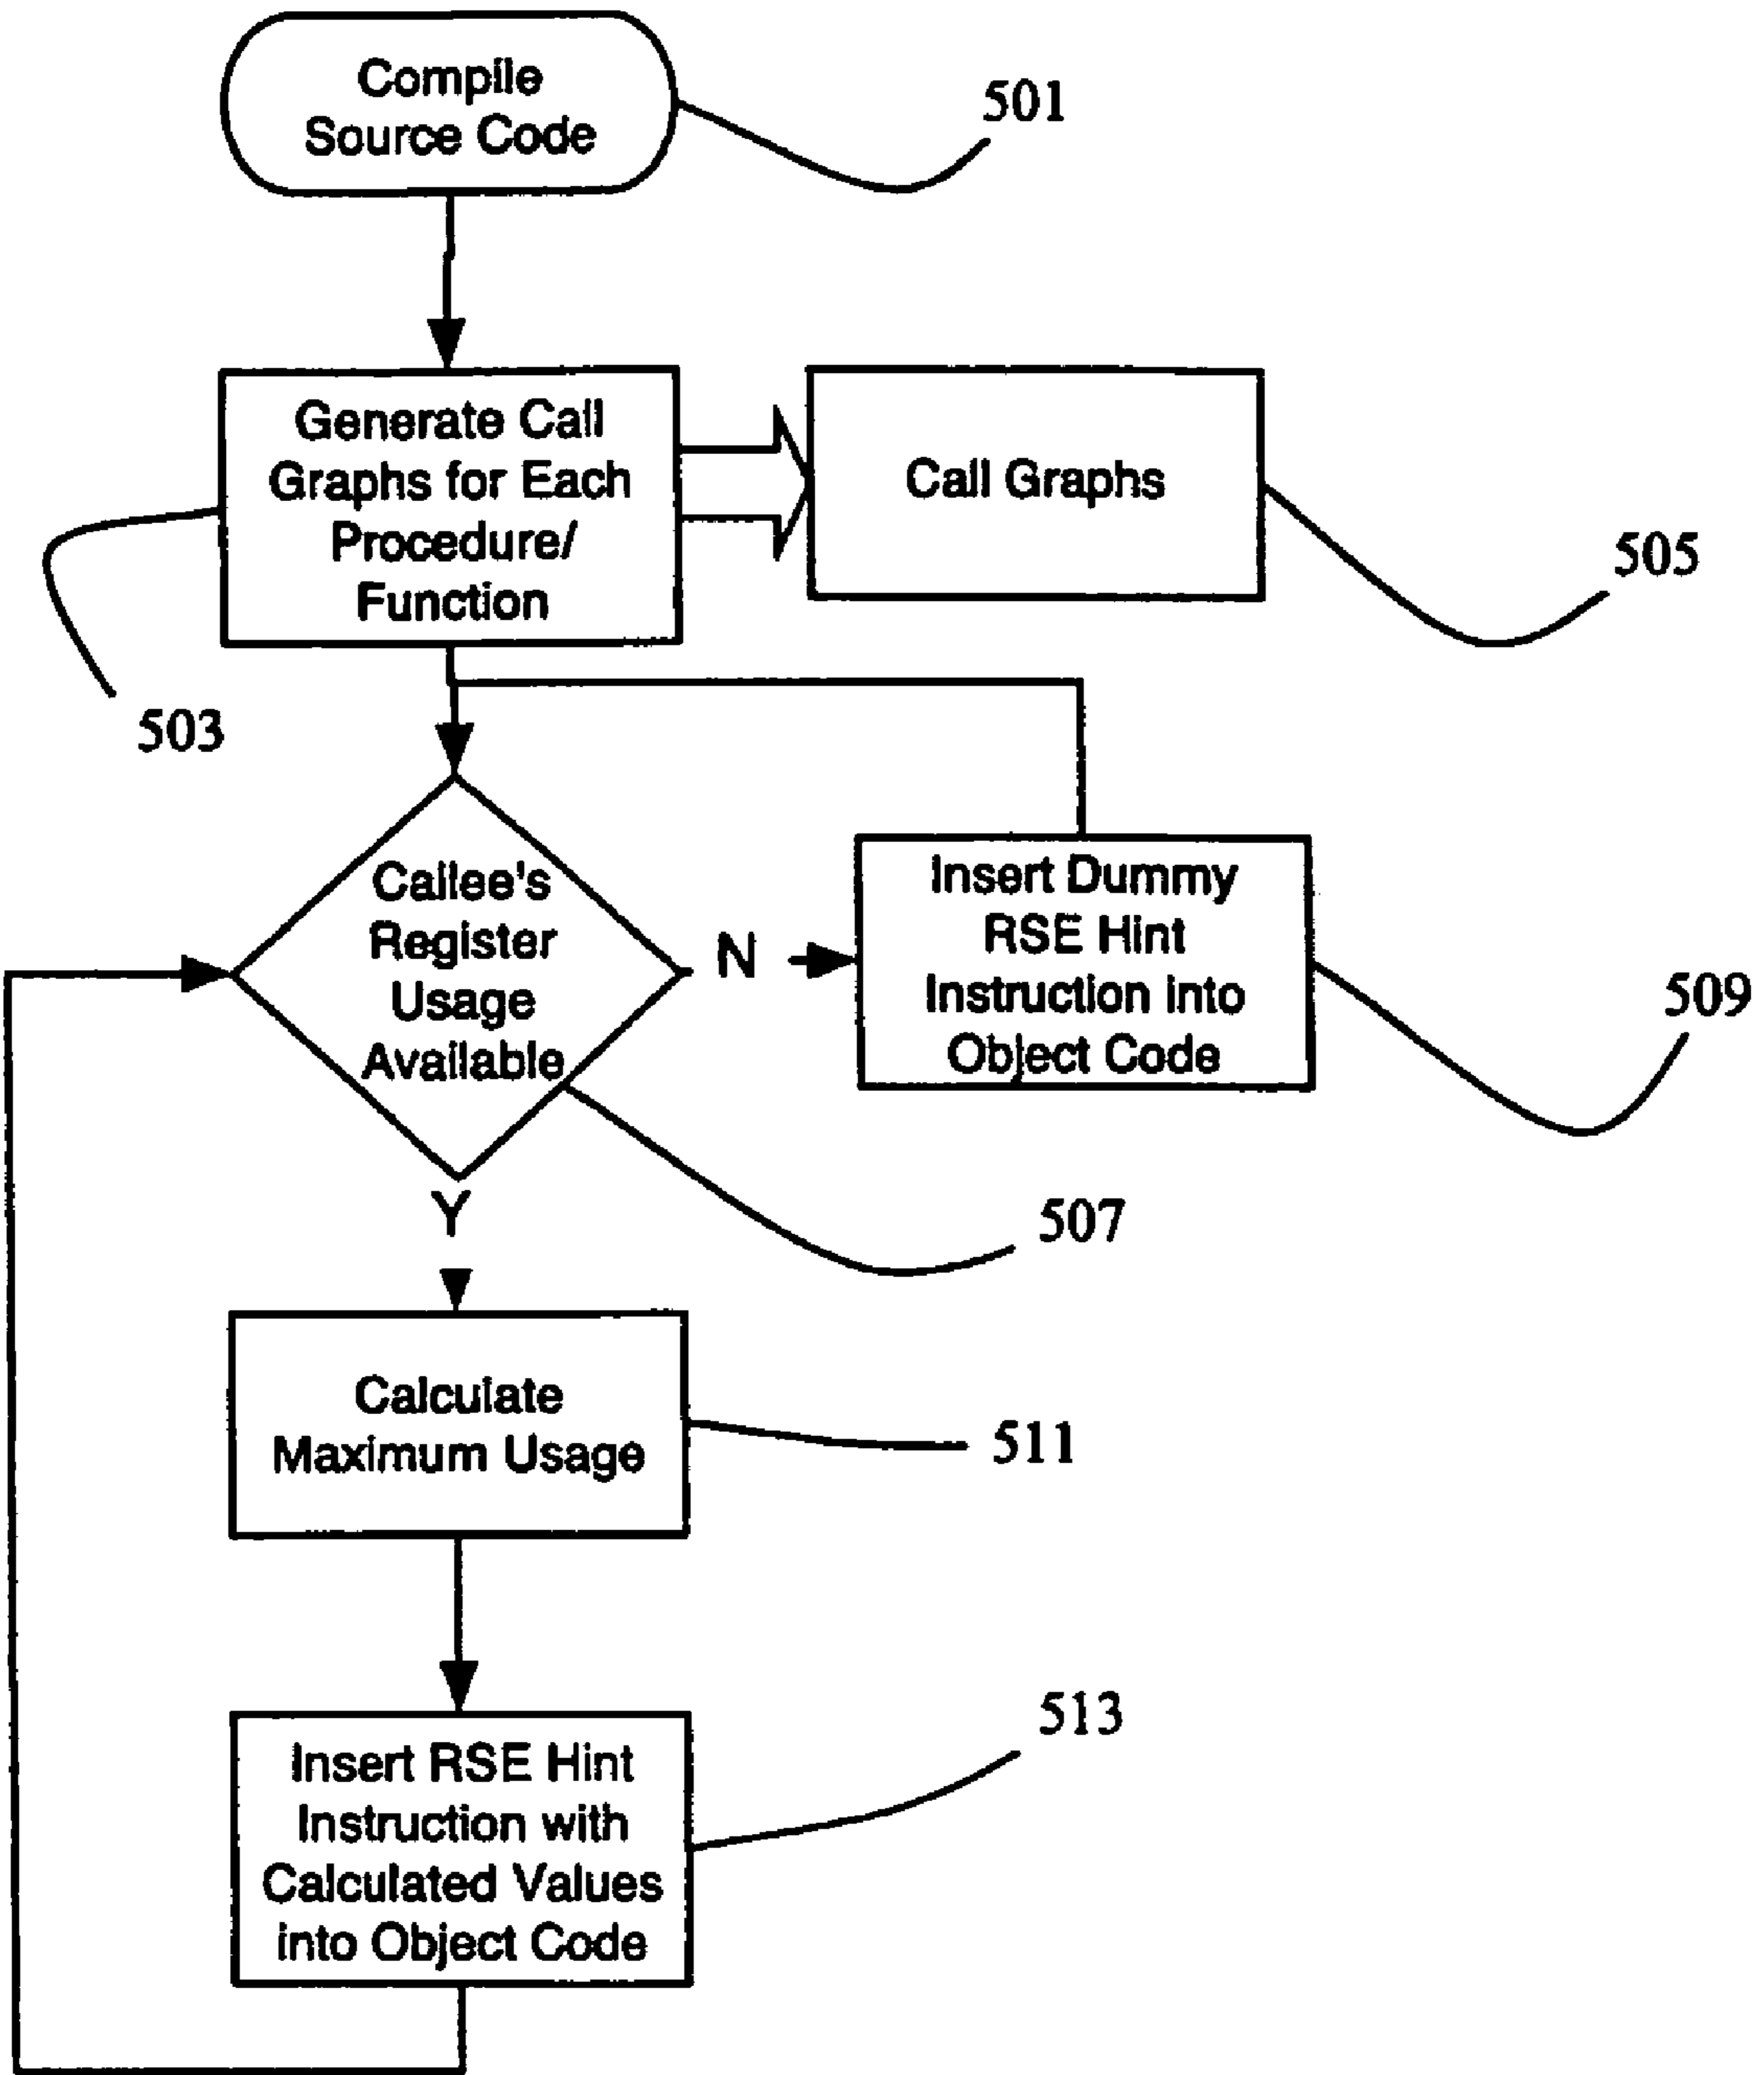 Compile
Source Code
501
Generate Call
Graphs for Each
Procedure/
Function
Call Graphs
505
503
Callee's
Register
Usage
Available
N
Insert Dummy
RSE Hint
Instruction into
Object Code
509
Y
507
Calculate
Maximum Usage
511
Insert RSE Hint
Instruction with
Calculated Values
into Object Code
513